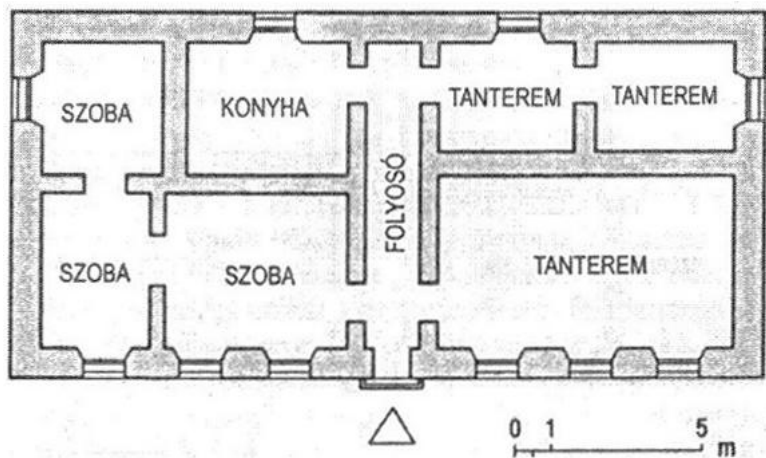 SZOBA
KONYHA
TANTEREM
TANTEREM
FOLYOSÓ
SZOBA
SZOBA
TANTEREM
0 1 5
m